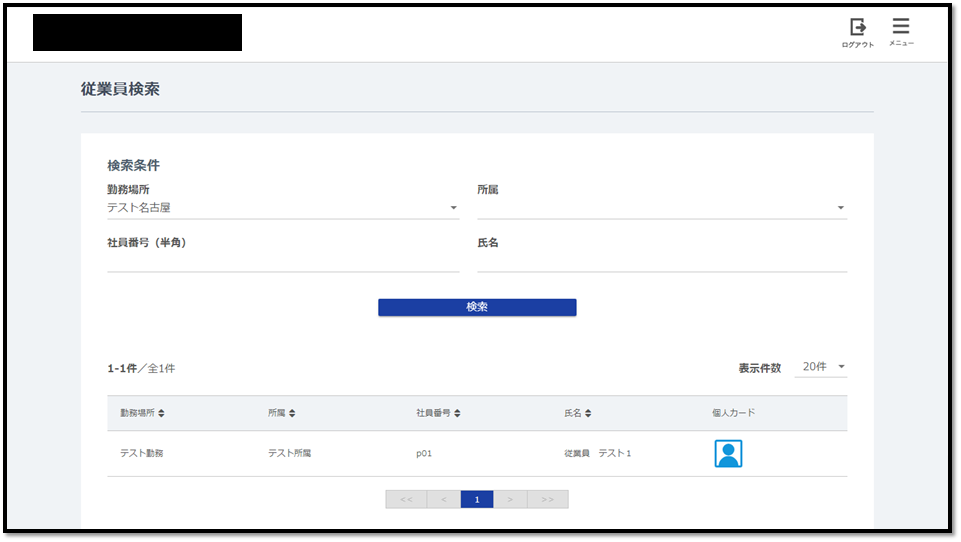 ログアウト メニュー
従業員検索
検索条件
勤務場所 所属
テスト名古屋
社員番号（半角） 氏名
検索
1-1件／全1件 表示件数 20件
勤務場所 所属 社員番号 氏名 個人カード
テスト勤務 テスト所属 p01 従業員　テスト１
<< < 1 > >>